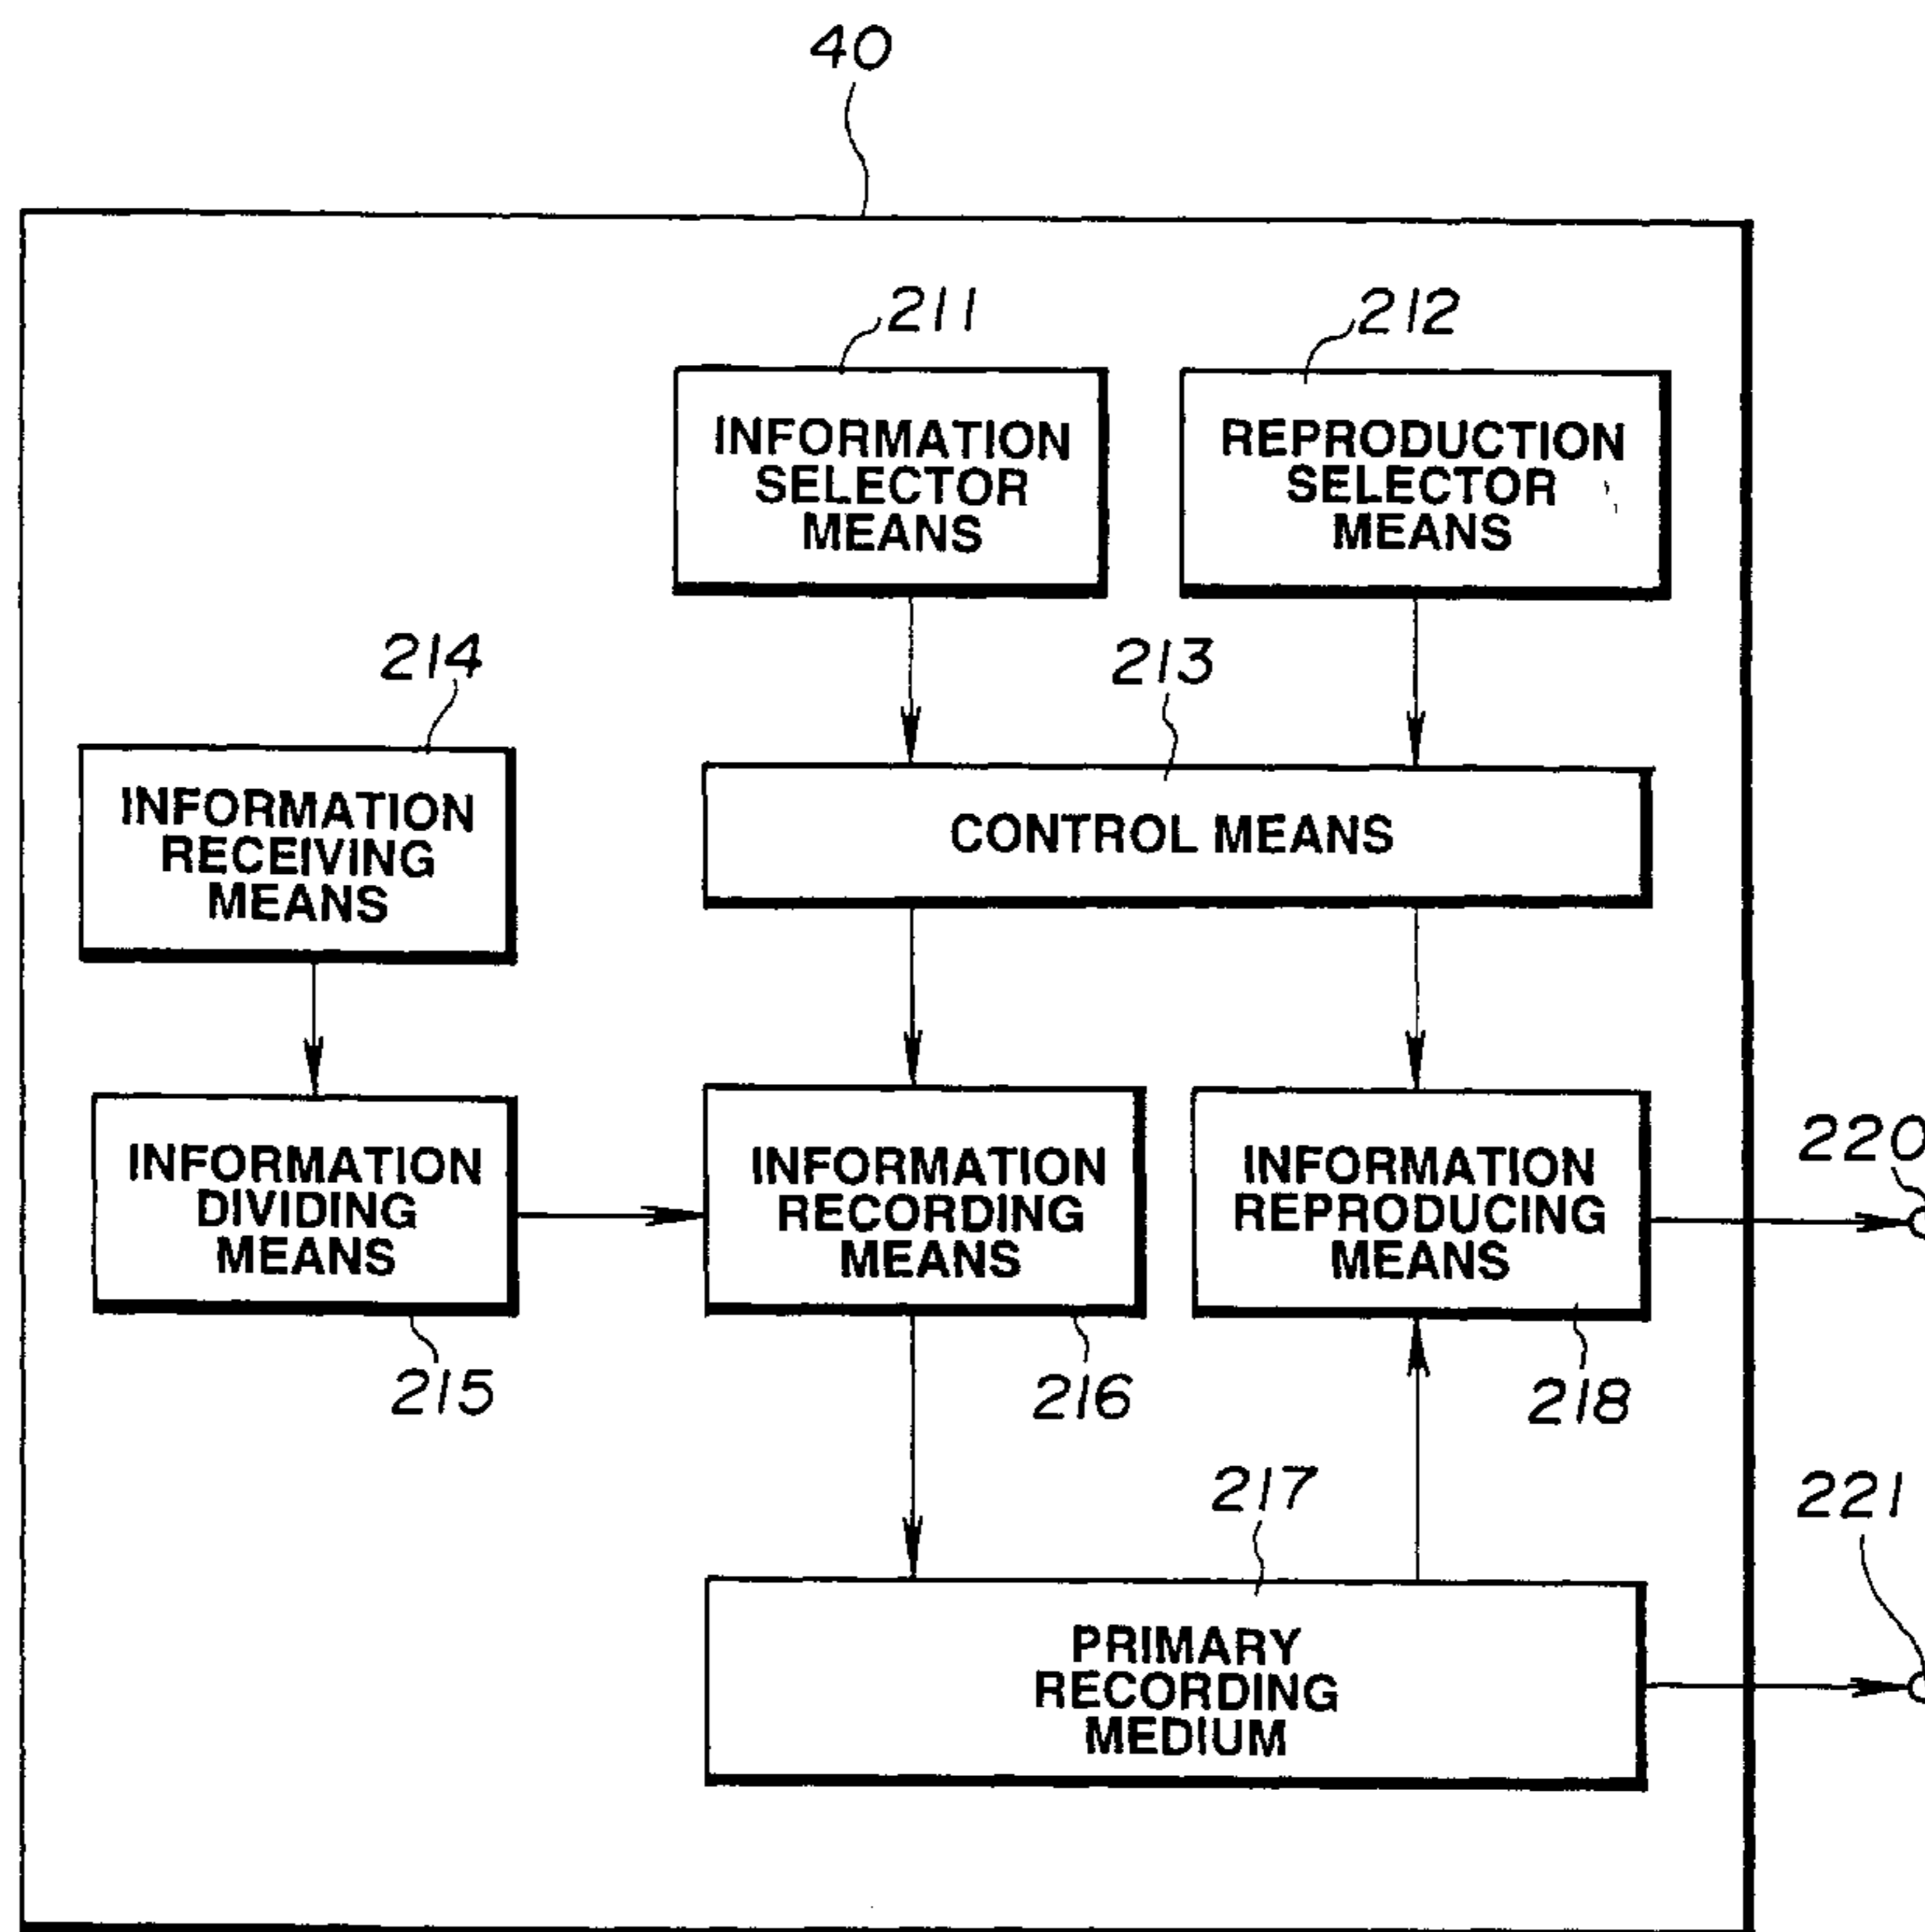 40
211
212
INFORMATION
SELECTOR
MEANS
REPRODUCTION
SELECTOR
MEANS
214
213
INFORMATION
RECEIVING
MEANS
CONTROL MEANS
220
INFORMATION
DIVIDING
MEANS
INFORMATION
RECORDING
MEANS
INFORMATION
REPRODUCING
MEANS
215
216
218
217
221
PRIMARY
RECORDING
MEDIUM